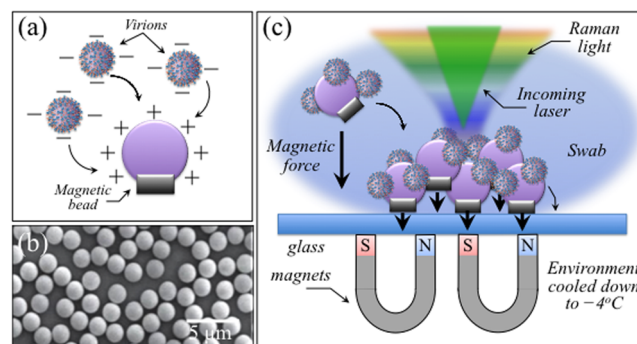 (a)
Virions
Magnetic
bead
(b)
5 μm
(c)
Raman
light
Incoming
laser
Magnetic
force
Swab
glass
S
N
S
N
magnets
Environment
cooled down
to −4°C